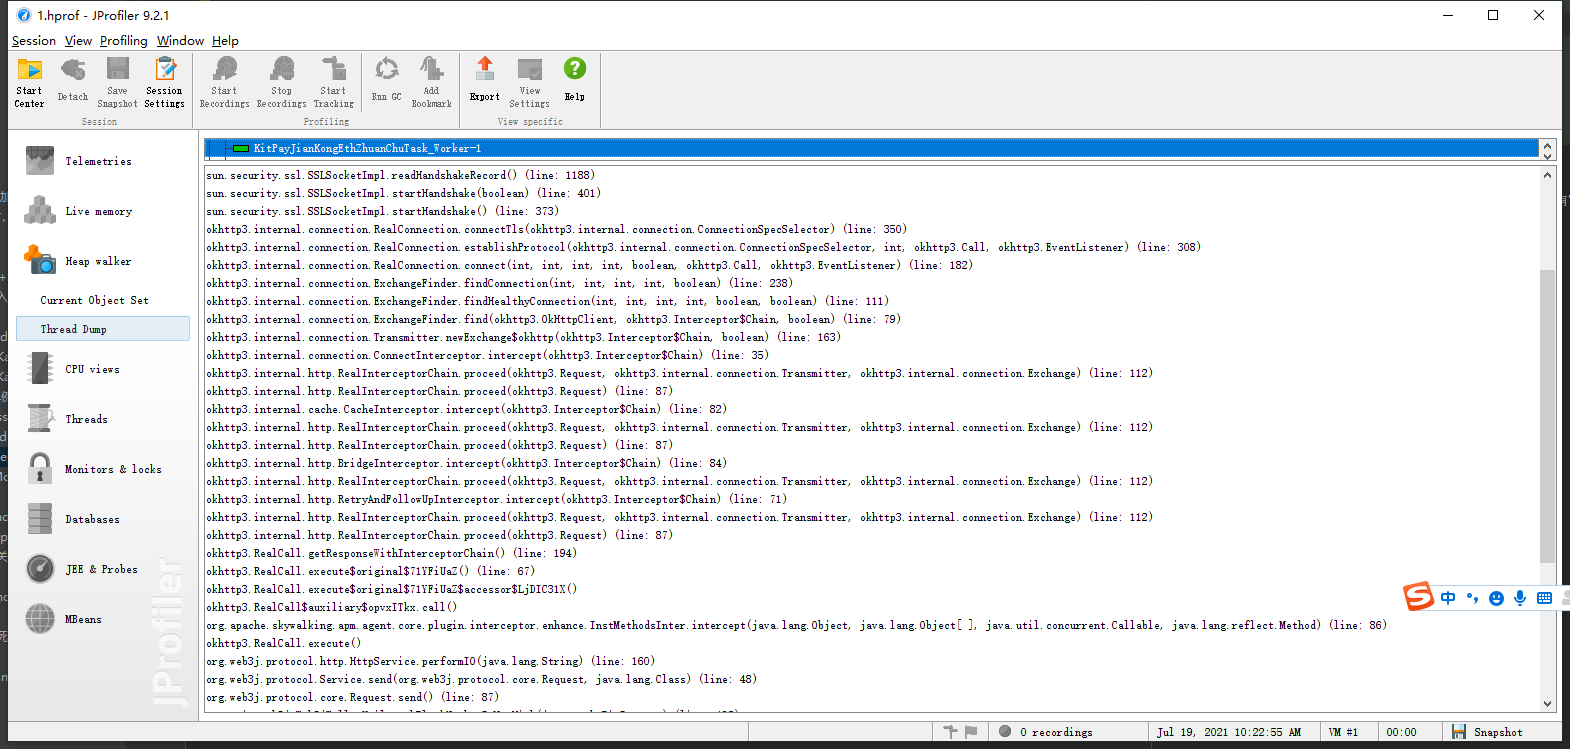 1.hprof - JProfiler 9.2.1
Session View Profiling Window Help
Start Center
Detach
Save Snapshot
Session Settings
Start Recordings
Stop Recordings
Start Tracking
Run GC
Add Bookmark
Export
View Settings
Help
Session
Profiling
View specific
Telemetries
Live memory
Heap walker
Current Object Set
Thread Dump
CPU views
Threads
Monitors & locks
Databases
JEE & Probes
MBeans
JProfiler
KitPayJianKongEthZhuanChuTask_Worker-1
sun.security.ssl.SSLSocketImpl.readHandshakeRecord() (line: 1188)
sun.security.ssl.SSLSocketImpl.startHandshake(boolean) (line: 401)
sun.security.ssl.SSLSocketImpl.startHandshake() (line: 373)
okhttp3.internal.connection.RealConnection.connectTls(okhttp3.internal.connection.ConnectionSpecSelector) (line: 350)
okhttp3.internal.connection.RealConnection.establishProtocol(okhttp3.internal.connection.ConnectionSpecSelector, int, okhttp3.Call, okhttp3.EventListener) (line: 308)
okhttp3.internal.connection.RealConnection.connect(int, int, int, int, boolean, okhttp3.Call, okhttp3.EventListener) (line: 182)
okhttp3.internal.connection.ExchangeFinder.findConnection(int, int, int, int, boolean) (line: 238)
okhttp3.internal.connection.ExchangeFinder.findHealthyConnection(int, int, int, int, boolean, boolean) (line: 111)
okhttp3.internal.connection.ExchangeFinder.find(okhttp3.OkHttpClient, okhttp3.Interceptor$Chain, boolean) (line: 79)
okhttp3.internal.connection.Transmitter.newExchange$okhttp(okhttp3.Interceptor$Chain, boolean) (line: 163)
okhttp3.internal.connection.ConnectInterceptor.intercept(okhttp3.Interceptor$Chain) (line: 35)
okhttp3.internal.http.RealInterceptorChain.proceed(okhttp3.Request, okhttp3.internal.connection.Transmitter, okhttp3.internal.connection.Exchange) (line: 112)
okhttp3.internal.http.RealInterceptorChain.proceed(okhttp3.Request) (line: 87)
okhttp3.internal.cache.CacheInterceptor.intercept(okhttp3.Interceptor$Chain) (line: 82)
okhttp3.internal.http.RealInterceptorChain.proceed(okhttp3.Request, okhttp3.internal.connection.Transmitter, okhttp3.internal.connection.Exchange) (line: 112)
okhttp3.internal.http.RealInterceptorChain.proceed(okhttp3.Request) (line: 87)
okhttp3.internal.http.BridgeInterceptor.intercept(okhttp3.Interceptor$Chain) (line: 84)
okhttp3.internal.http.RealInterceptorChain.proceed(okhttp3.Request, okhttp3.internal.connection.Transmitter, okhttp3.internal.connection.Exchange) (line: 112)
okhttp3.internal.http.RetryAndFollowUpInterceptor.intercept(okhttp3.Interceptor$Chain) (line: 71)
okhttp3.internal.http.RealInterceptorChain.proceed(okhttp3.Request, okhttp3.internal.connection.Transmitter, okhttp3.internal.connection.Exchange) (line: 112)
okhttp3.internal.http.RealInterceptorChain.proceed(okhttp3.Request) (line: 87)
okhttp3.RealCall.getResponseWithInterceptorChain() (line: 194)
okhttp3.RealCall.execute$original$71YFiUaZ() (line: 67)
okhttp3.RealCall.execute$original$71YFiUaZ$accessor$LjDIC31X()
okhttp3.RealCall$auxiliary$opvxITkx.call()
org.apache.skywalking.apm.agent.core.plugin.interceptor.enhance.InstMethodsInter.intercept(java.lang.Object, java.lang.Object[ ], java.util.concurrent.Callable, java.lang.reflect.Method) (line: 86)
okhttp3.RealCall.execute()
org.web3j.protocol.http.HttpService.performIO(java.lang.String) (line: 160)
org.web3j.protocol.Service.send(org.web3j.protocol.core.Request, java.lang.Class) (line: 48)
org.web3j.protocol.core.Request.send() (line: 87)
中
0 recordings
Jul 19, 2021 10:22:55 AM
VM #1
00:00
Snapshot